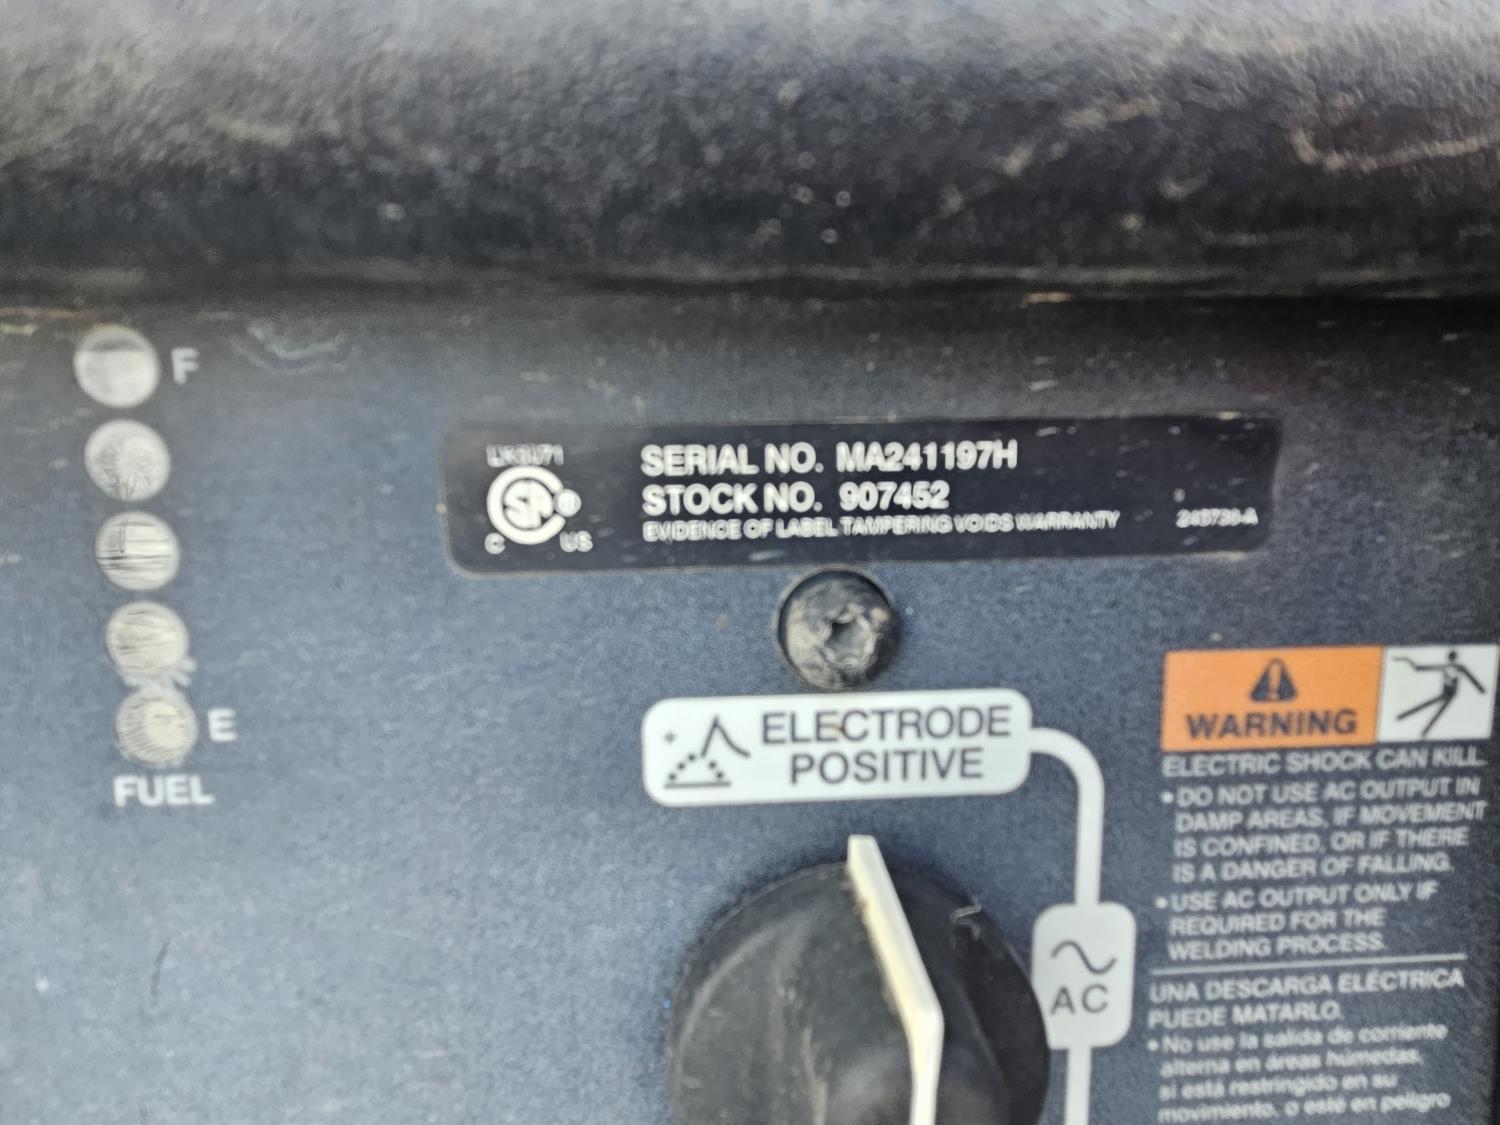 F
E
FUEL
LR3071
SA
C US
SERIAL NO. MA241197H
STOCK NO. 907452
EVIDENCE OF LABEL TAMPERING VOIDS WARRANTY
+ ELECTRODE
POSITIVE
AC
WARNING
ELECTRIC SHOCK CAN KILL.
• DO NOT USE AC OUTPUT IN
DAMP AREAS, IF MOVEMENT
IS CONFINED, OR IF THERE
IS A DANGER OF FALLING.
• USE AC OUTPUT ONLY IF
REQUIRED FOR THE
WELDING PROCESS.
UNA DESCARGA ELÉCTRICA
PUEDE MATARLO.
• No use la salida de corriente
alterna en áreas húmedas,
si está restringido en su
movimiento, o esté en peligro